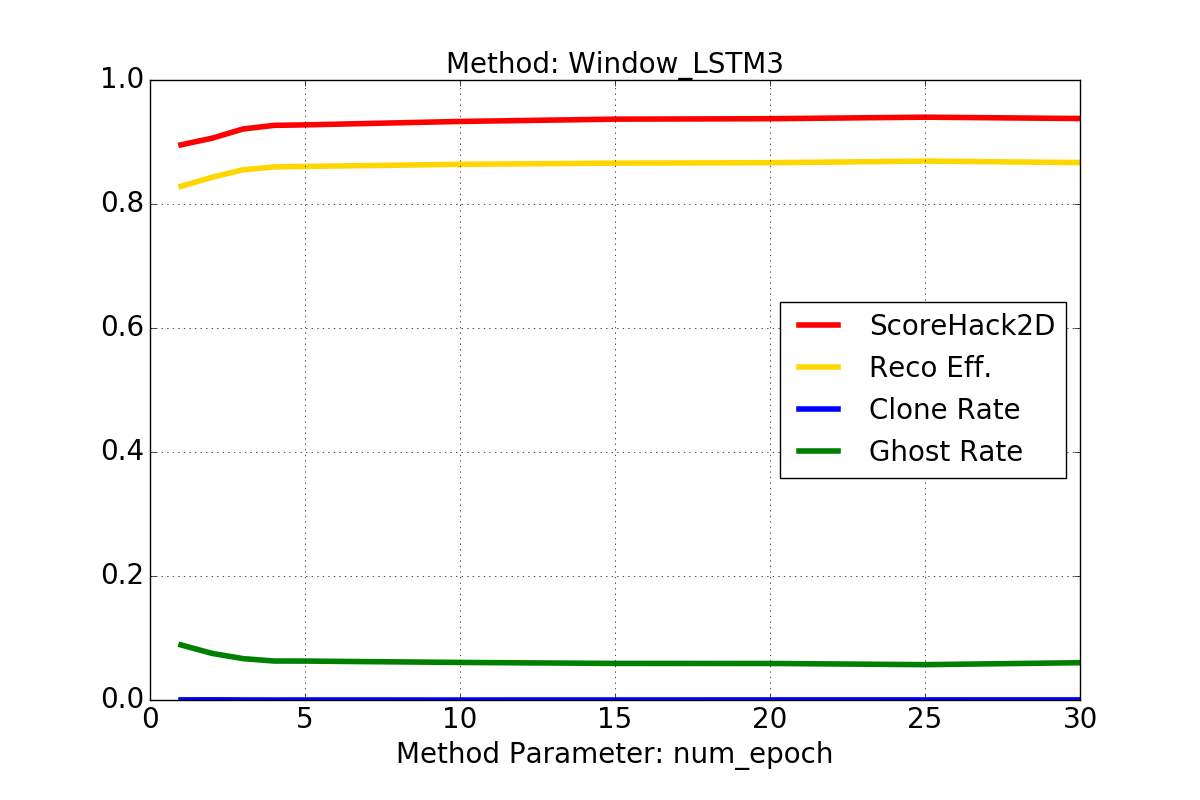 Method: Window_LSTM3
1.0
0.8
0.6
0.4
0.2
0.0
ScoreHack2D
Reco Eff.
Clone Rate
Ghost Rate
0 5 10 15 20 25 30
Method Parameter: num_epoch